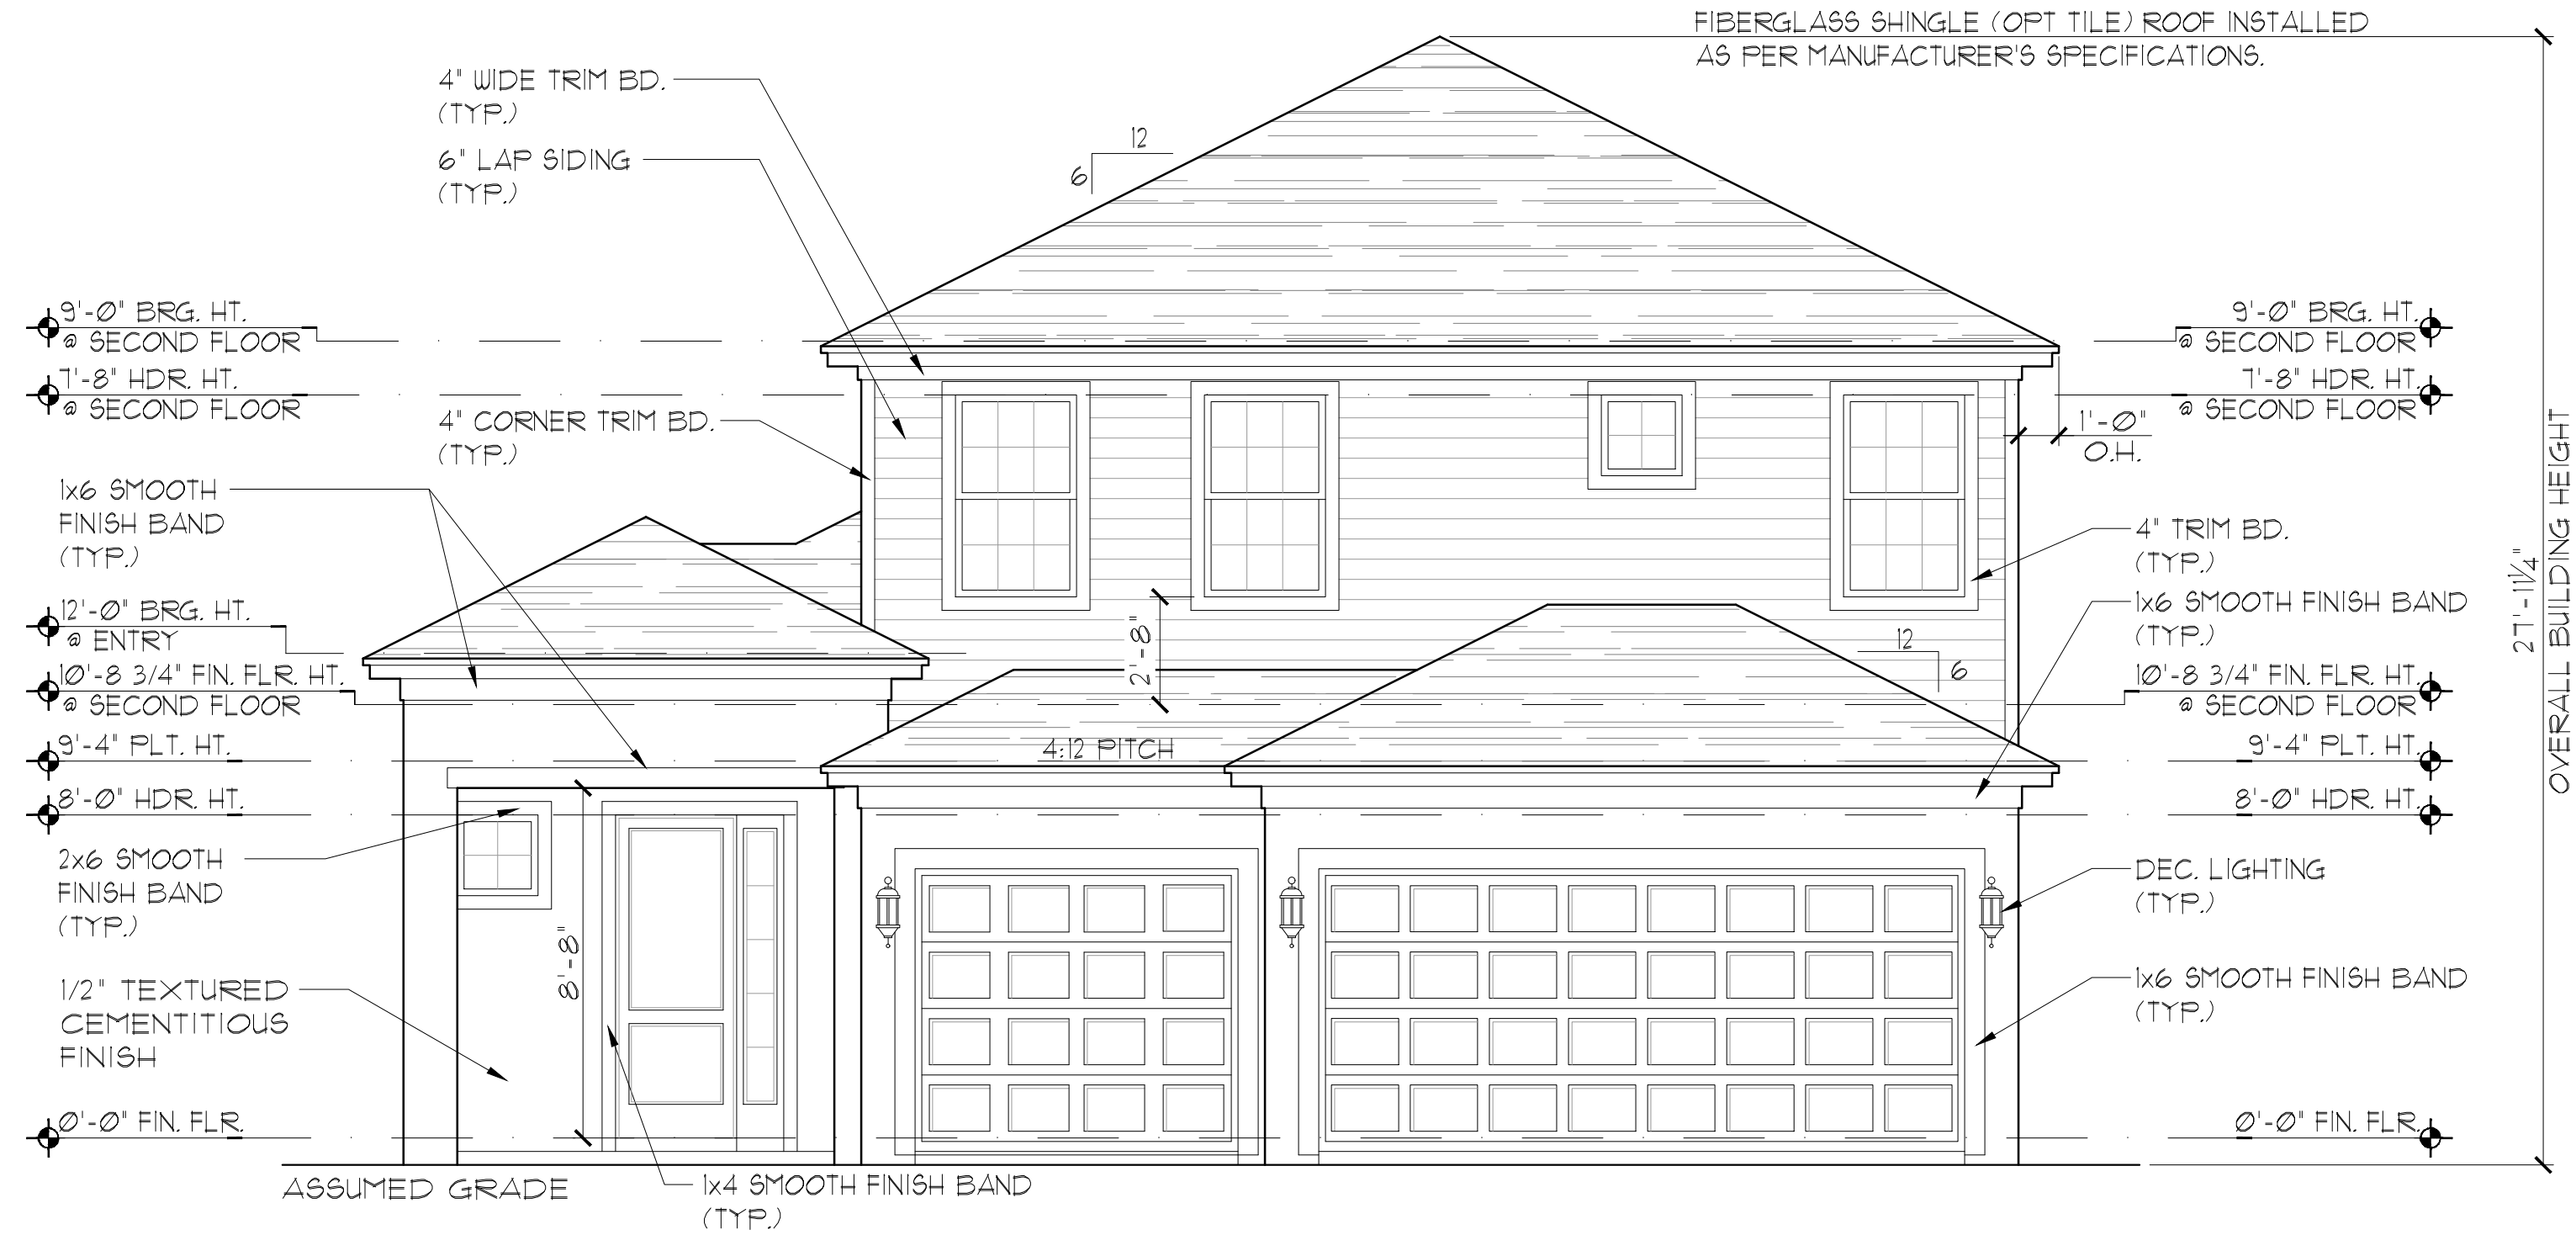 FIBERGLASS SHINGLE (OPT TILE) ROOF INSTALLED
AS PER MANUFACTURER'S SPECIFICATIONS.
4" WIDE TRIM BD.
(TYP.)
6" LAP SIDING
(TYP.)
12
6
9'-0" BRG. HT.
@ SECOND FLOOR
7'-8" HDR. HT.
@ SECOND FLOOR
4" CORNER TRIM BD.
(TYP.)
1x6 SMOOTH
FINISH BAND
(TYP.)
12'-0" BRG. HT.
@ ENTRY
10'-8 3/4" FIN. FLR. HT.
@ SECOND FLOOR
9'-4" PLT. HT.
8'-0" HDR. HT.
2x6 SMOOTH
FINISH BAND
(TYP.)
1/2" TEXTURED
CEMENTITIOUS
FINISH
0'-0" FIN. FLR.
ASSUMED GRADE
8'-8"
1x4 SMOOTH FINISH BAND
(TYP.)
2'-8"
4:12 PITCH
12
6
9'-0" BRG. HT.
@ SECOND FLOOR
7'-8" HDR. HT.
@ SECOND FLOOR
1'-0"
O.H.
4" TRIM BD.
(TYP.)
1x6 SMOOTH FINISH BAND
(TYP.)
10'-8 3/4" FIN. FLR. HT.
@ SECOND FLOOR
9'-4" PLT. HT.
8'-0" HDR. HT.
DEC. LIGHTING
(TYP.)
1x6 SMOOTH FINISH BAND
(TYP.)
0'-0" FIN. FLR.
27'-11¼"
OVERALL BUILDING HEIGHT